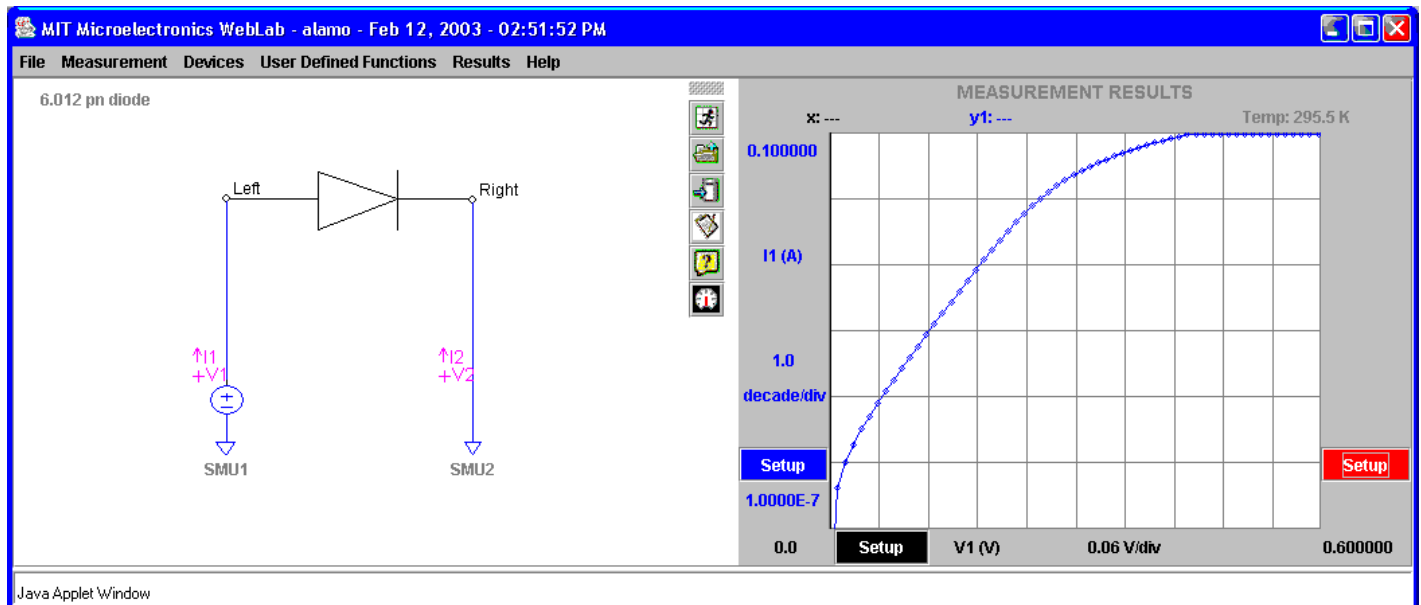 MIT Microelectronics WebLab - alamo - Feb 12, 2003 - 02:51:52 PM
File Measurement Devices User Defined Functions Results Help
6.012 pn diode
Left
Right
↑I1
+V1
↑I2
+V2
SMU1
SMU2
MEASUREMENT RESULTS
x: --- y1: --- Temp: 295.5 K
0.100000
I1 (A)
1.0
decade/div
Setup
Setup
1.0000E-7
0.0 Setup V1 (V) 0.06 V/div 0.600000
Java Applet Window